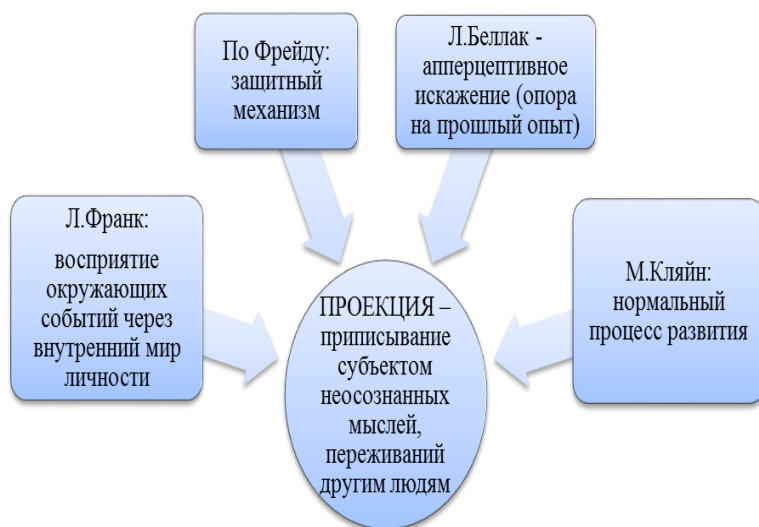 По Фрейду:
защитный
механизм
Л.Беллак -
апперцептивное
искажение (опора
на прошлый опыт)
Л.Франк:
восприятие
окружающих
событий через
внутренний мир
личности
М.Кляйн:
нормальный
процесс развития
ПРОЕКЦИЯ –
приписывание
субъектом
неосознанных
мыслей,
переживаний
другим людям